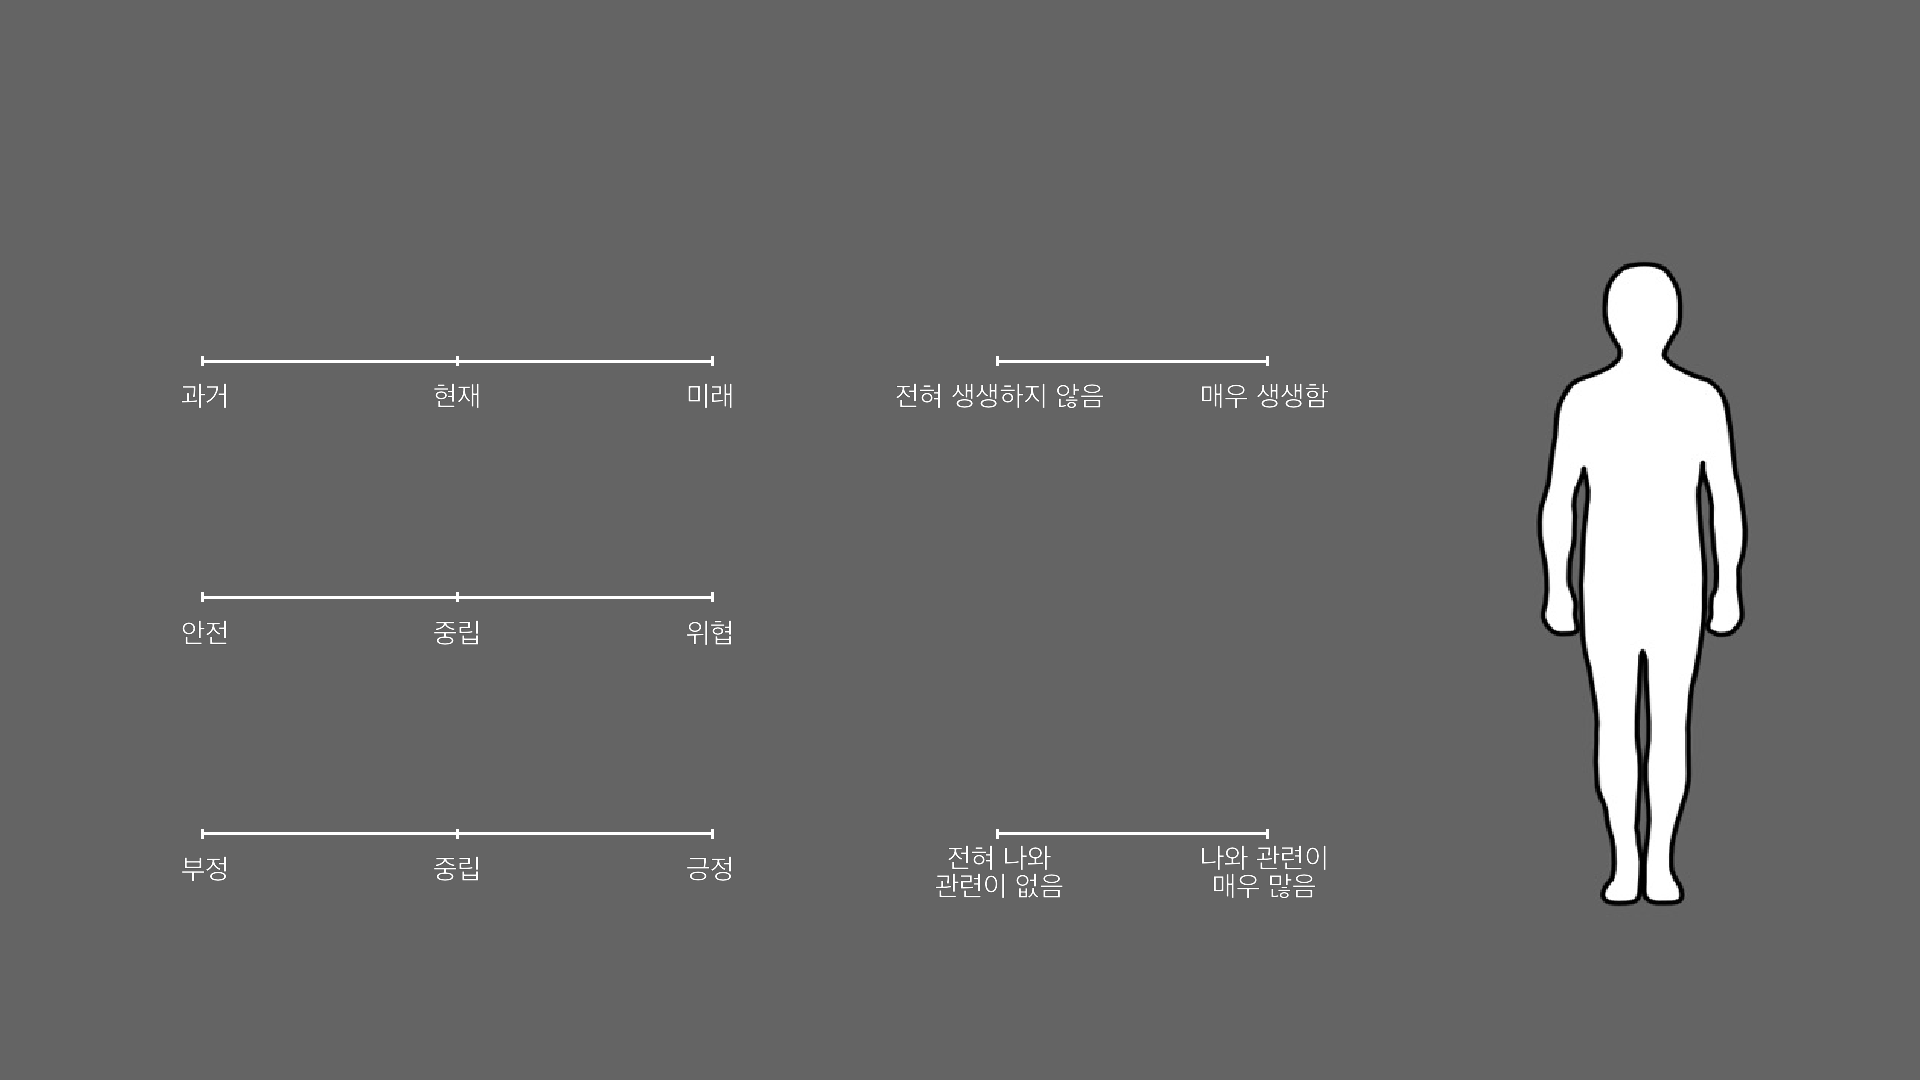 과거 현재 미래
전혀 생생하지 않음 매우 생생함
안전 중립 위협
부정 중립 긍정
전혀 나와
관련이 없음
나와 관련이
매우 많음